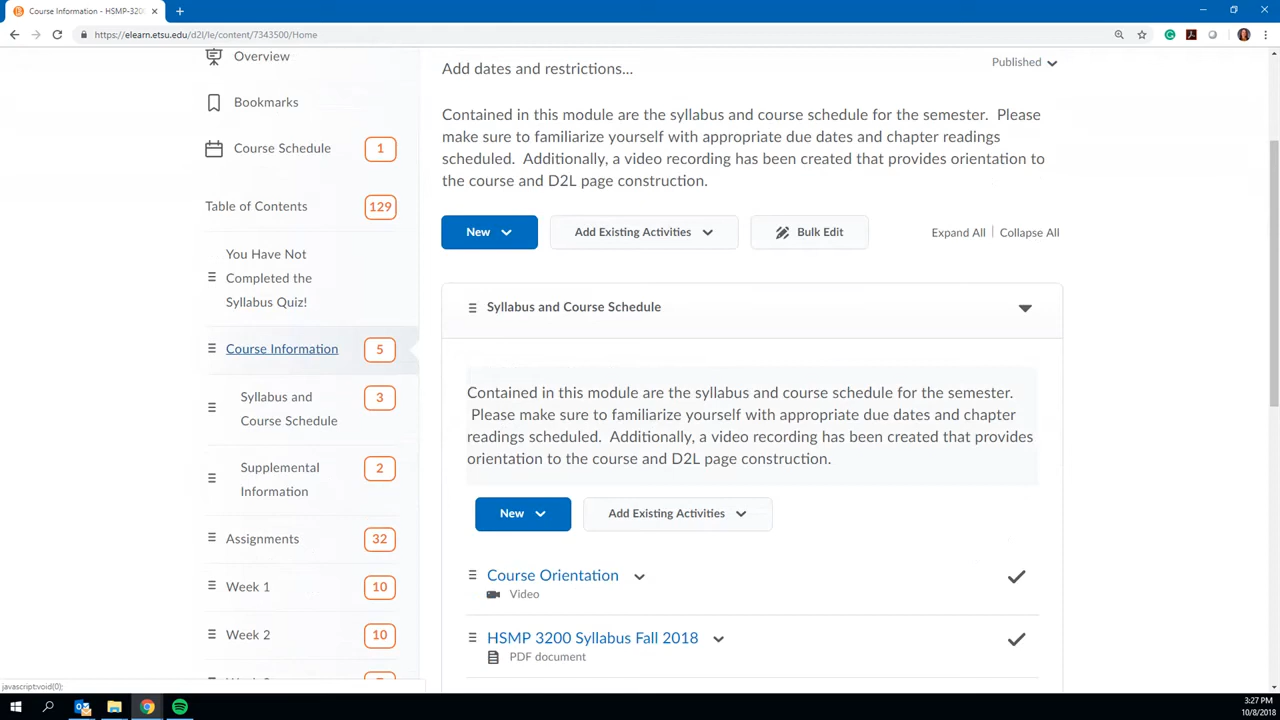 Course Information - HSMP-320
https://elearn.etsu.edu/d2l/le/content/7343500/Home
Overview
Bookmarks
Course Schedule
1
Table of Contents
129
You Have Not
Completed the
Syllabus Quiz!
Course Information
5
Syllabus and
Course Schedule
3
Supplemental
Information
2
Assignments
32
Week 1
10
Week 2
10
javascript:void(0);
Add dates and restrictions...
Published
Contained in this module are the syllabus and course schedule for the semester.  Please
make sure to familiarize yourself with appropriate due dates and chapter readings
scheduled.  Additionally, a video recording has been created that provides orientation to
the course and D2L page construction.
New
Add Existing Activities
Bulk Edit
Expand All
Collapse All
Syllabus and Course Schedule
Contained in this module are the syllabus and course schedule for the semester.
Please make sure to familiarize yourself with appropriate due dates and chapter
readings scheduled.  Additionally, a video recording has been created that provides
orientation to the course and D2L page construction.
New
Add Existing Activities
Course Orientation
Video
HSMP 3200 Syllabus Fall 2018
PDF document
3:27 PM
10/8/2018